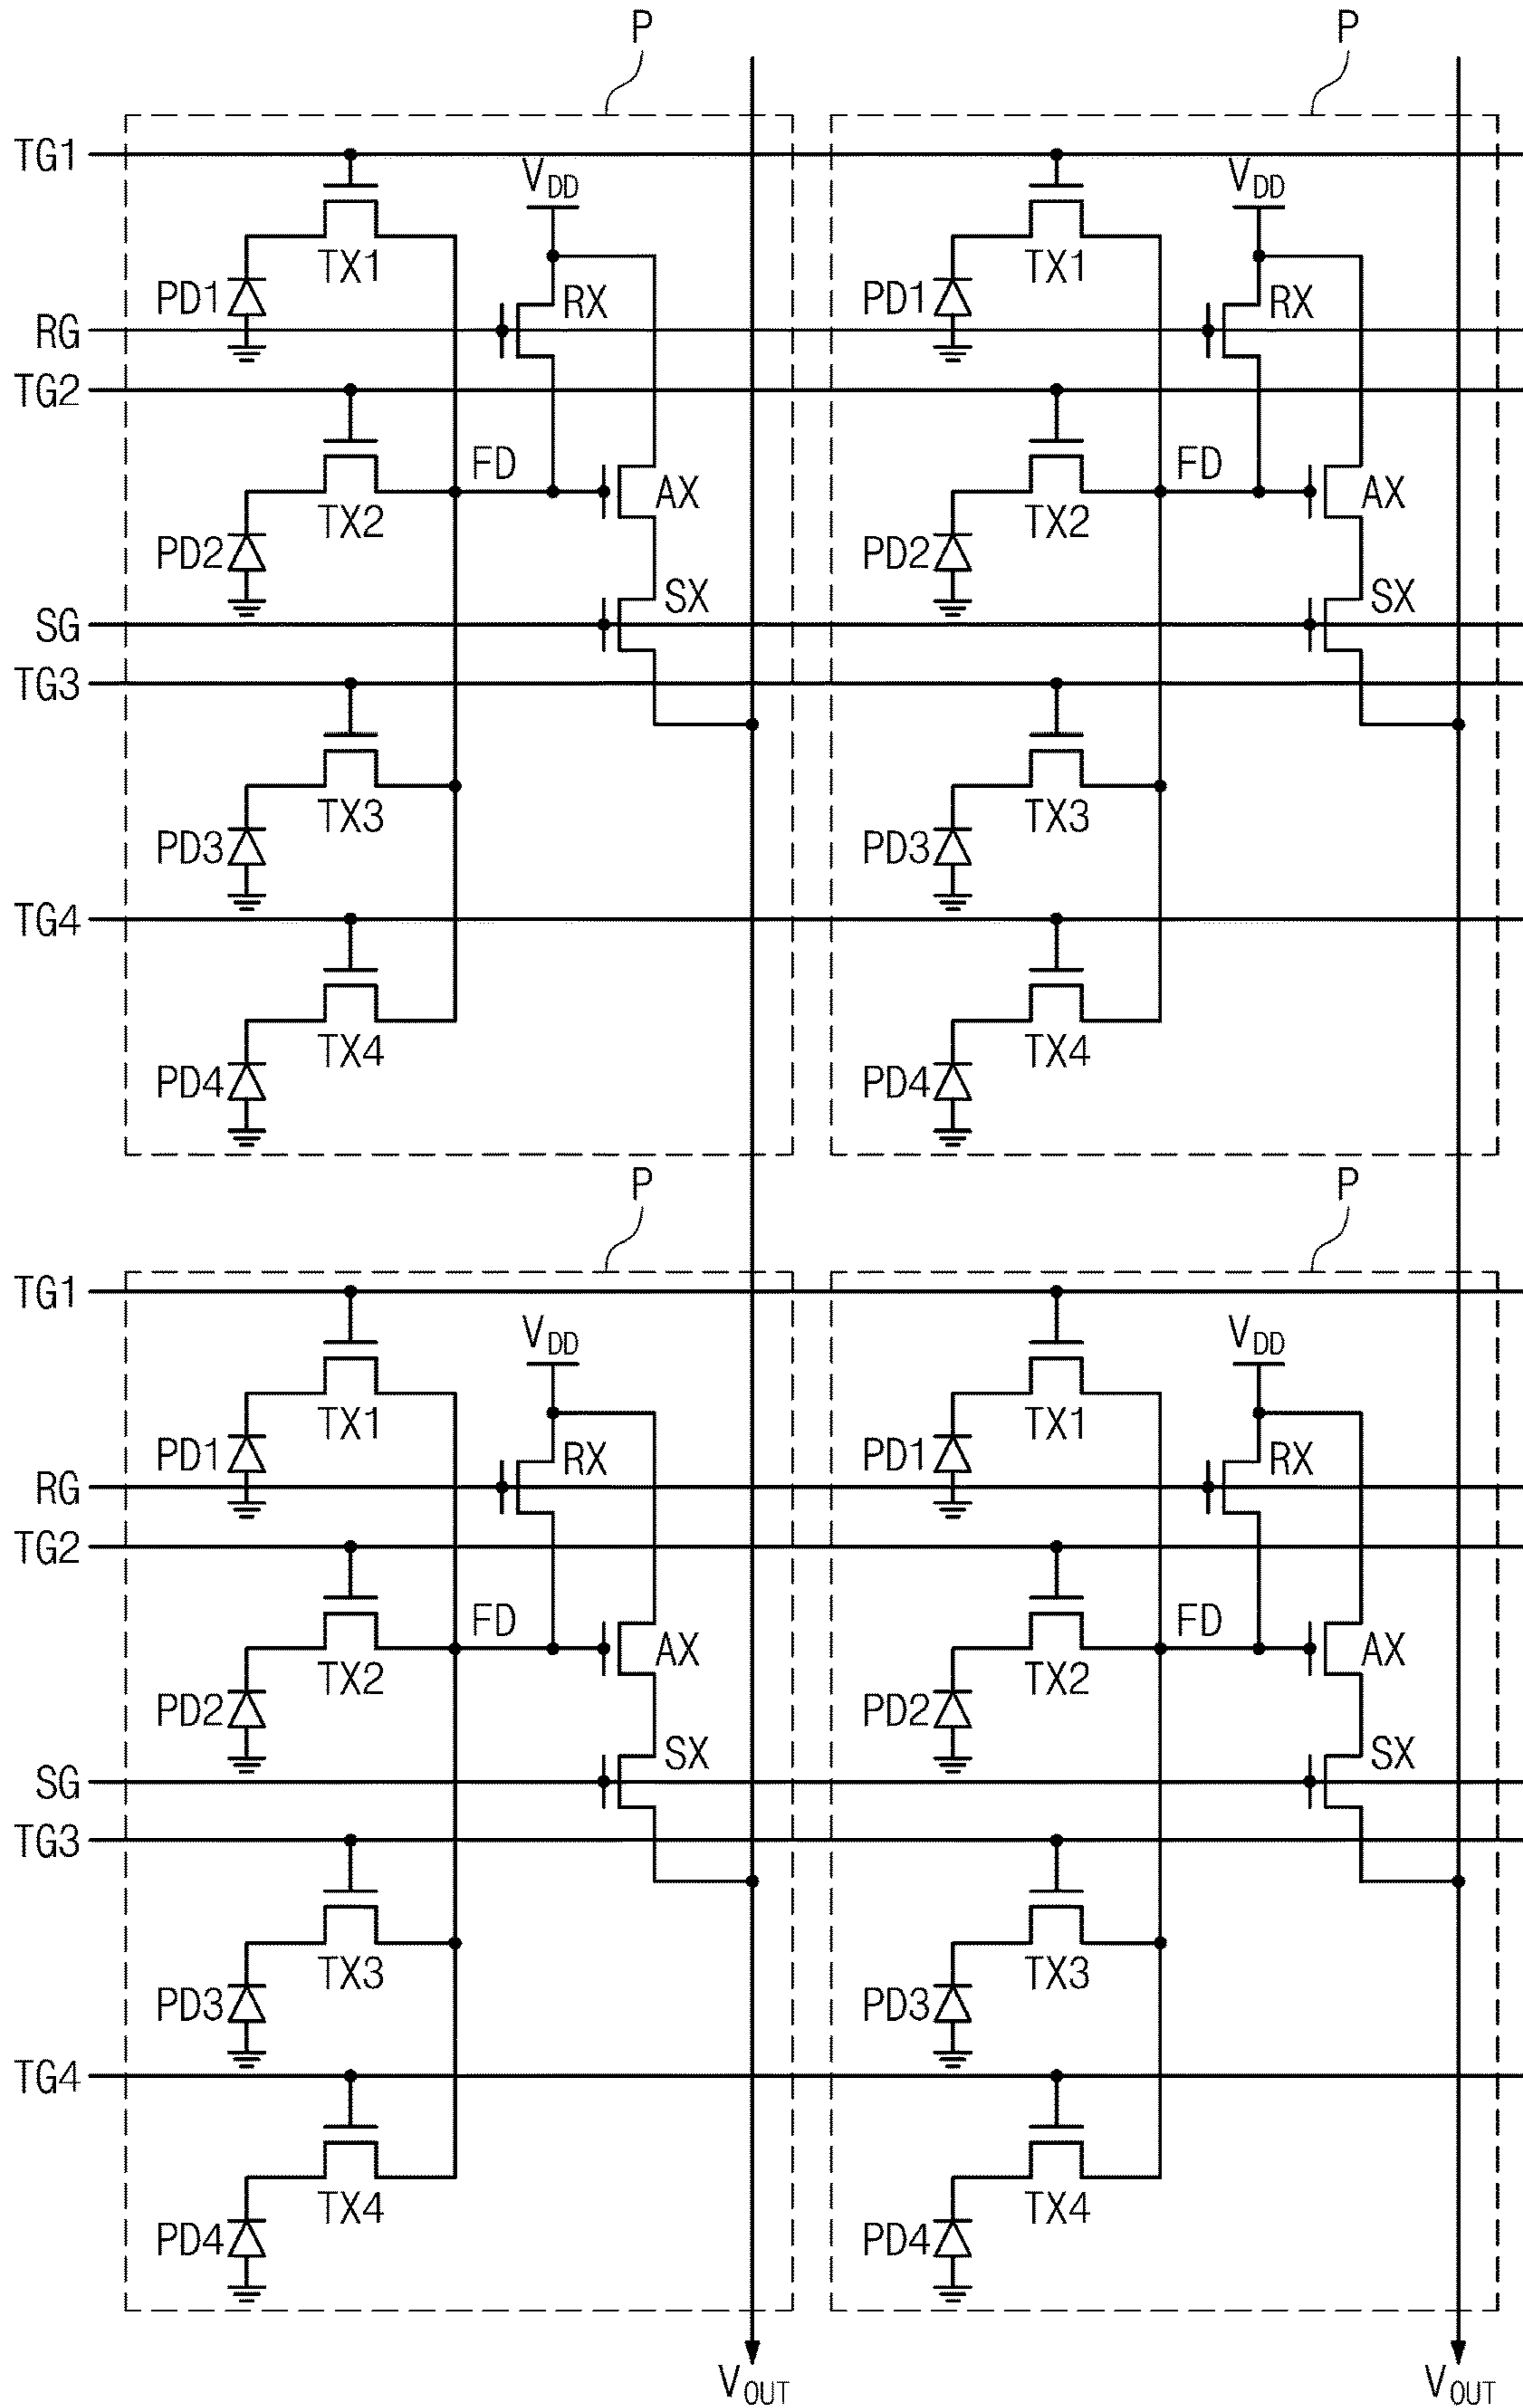 P P
TG1
VDD VDD
TX1 TX1
PD1 RX PD1 RX
RG
TG2
FD FD
AX AX
TX2 TX2
PD2 PD2
SX SX
SG
TG3
TX3 TX3
PD3 PD3
TG4
TX4 TX4
PD4 PD4
P P
TG1
VDD VDD
TX1 TX1
PD1 RX PD1 RX
RG
TG2
FD FD
AX AX
TX2 TX2
PD2 PD2
SX SX
SG
TG3
TX3 TX3
PD3 PD3
TG4
TX4 TX4
PD4 PD4
VOUT VOUT